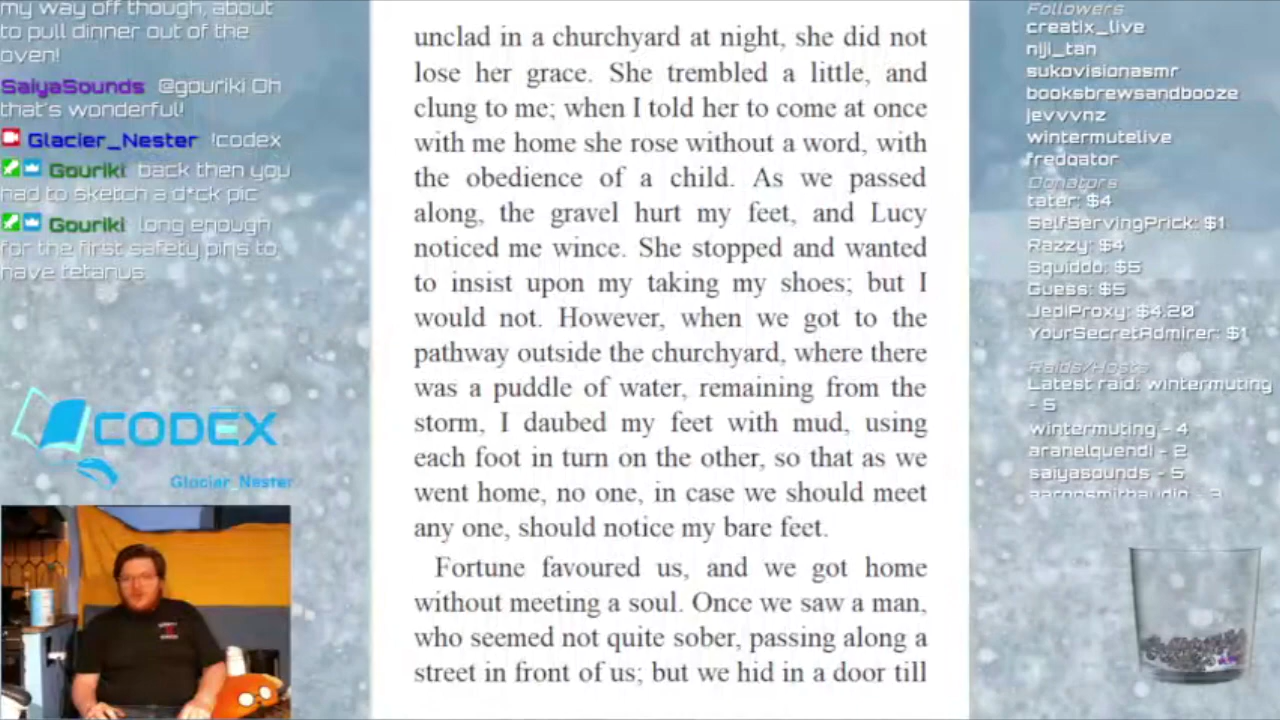 my way off though, about
to pull dinner out of the
oven!
SaiyaSounds @gouriki Oh
that's wonderful!
Glacier_Nester !codex
Gouriki back then you
had to sketch a d*ck pic
Gouriki long enough
for the first safety pins to
have tetanus
CODEX
Glacier_Nester
unclad in a churchyard at night, she did not
lose her grace. She trembled a little, and
clung to me; when I told her to come at once
with me home she rose without a word, with
the obedience of a child. As we passed
along, the gravel hurt my feet, and Lucy
noticed me wince. She stopped and wanted
to insist upon my taking my shoes; but I
would not. However, when we got to the
pathway outside the churchyard, where there
was a puddle of water, remaining from the
storm, I daubed my feet with mud, using
each foot in turn on the other, so that as we
went home, no one, in case we should meet
any one, should notice my bare feet.
Fortune favoured us, and we got home
without meeting a soul. Once we saw a man,
who seemed not quite sober, passing along a
street in front of us; but we hid in a door till
Followers
creatix_live
niji_tan
sukovisionasmr
booksbrewsandbooze
jevvvnz
wintermutelive
fredgator
Donators
tater: $4
SelfServingPrick: $1
Razzy: $4
Squiddo: $5
Guess: $5
JediProxy: $4.20
YourSecretAdmirer: $1
Raids/Hosts
Latest raid: wintermuting
- 5
wintermuting - 4
aranelquendi - 2
saiyasounds - 5
aaronsmithaudio - 3